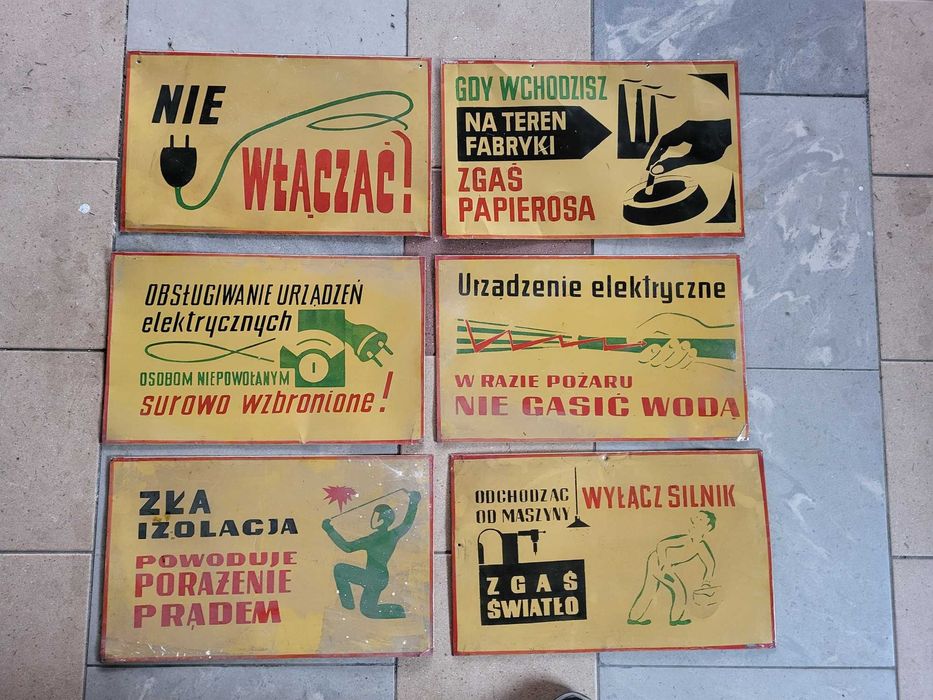 NIE
WŁĄCZAĆ!
GDY WCHODZISZ
NA TEREN
FABRYKI
ZGAŚ
PAPIEROSA
OBSŁUGIWANIE URZĄDZEŃ
elektrycznych
OSOBOM NIEPOWOŁANYM
surowo wzbronione!
Urządzenie elektryczne
W RAZIE POŻARU
NIE GASIĆ WODĄ
ZŁA
IZOLACJA
POWODUJE
PORAŻENIE
PRĄDEM
ODCHODZĄC
OD MASZYNY
WYŁĄCZ SILNIK
ZGAŚ
ŚWIATŁO